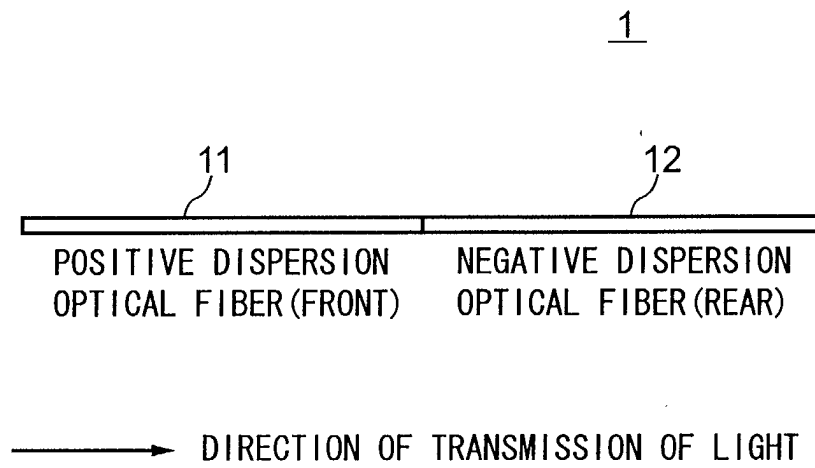 1
11 12
POSITIVE DISPERSION NEGATIVE DISPERSION
OPTICAL FIBER(FRONT) OPTICAL FIBER(REAR)
DIRECTION OF TRANSMISSION OF LIGHT